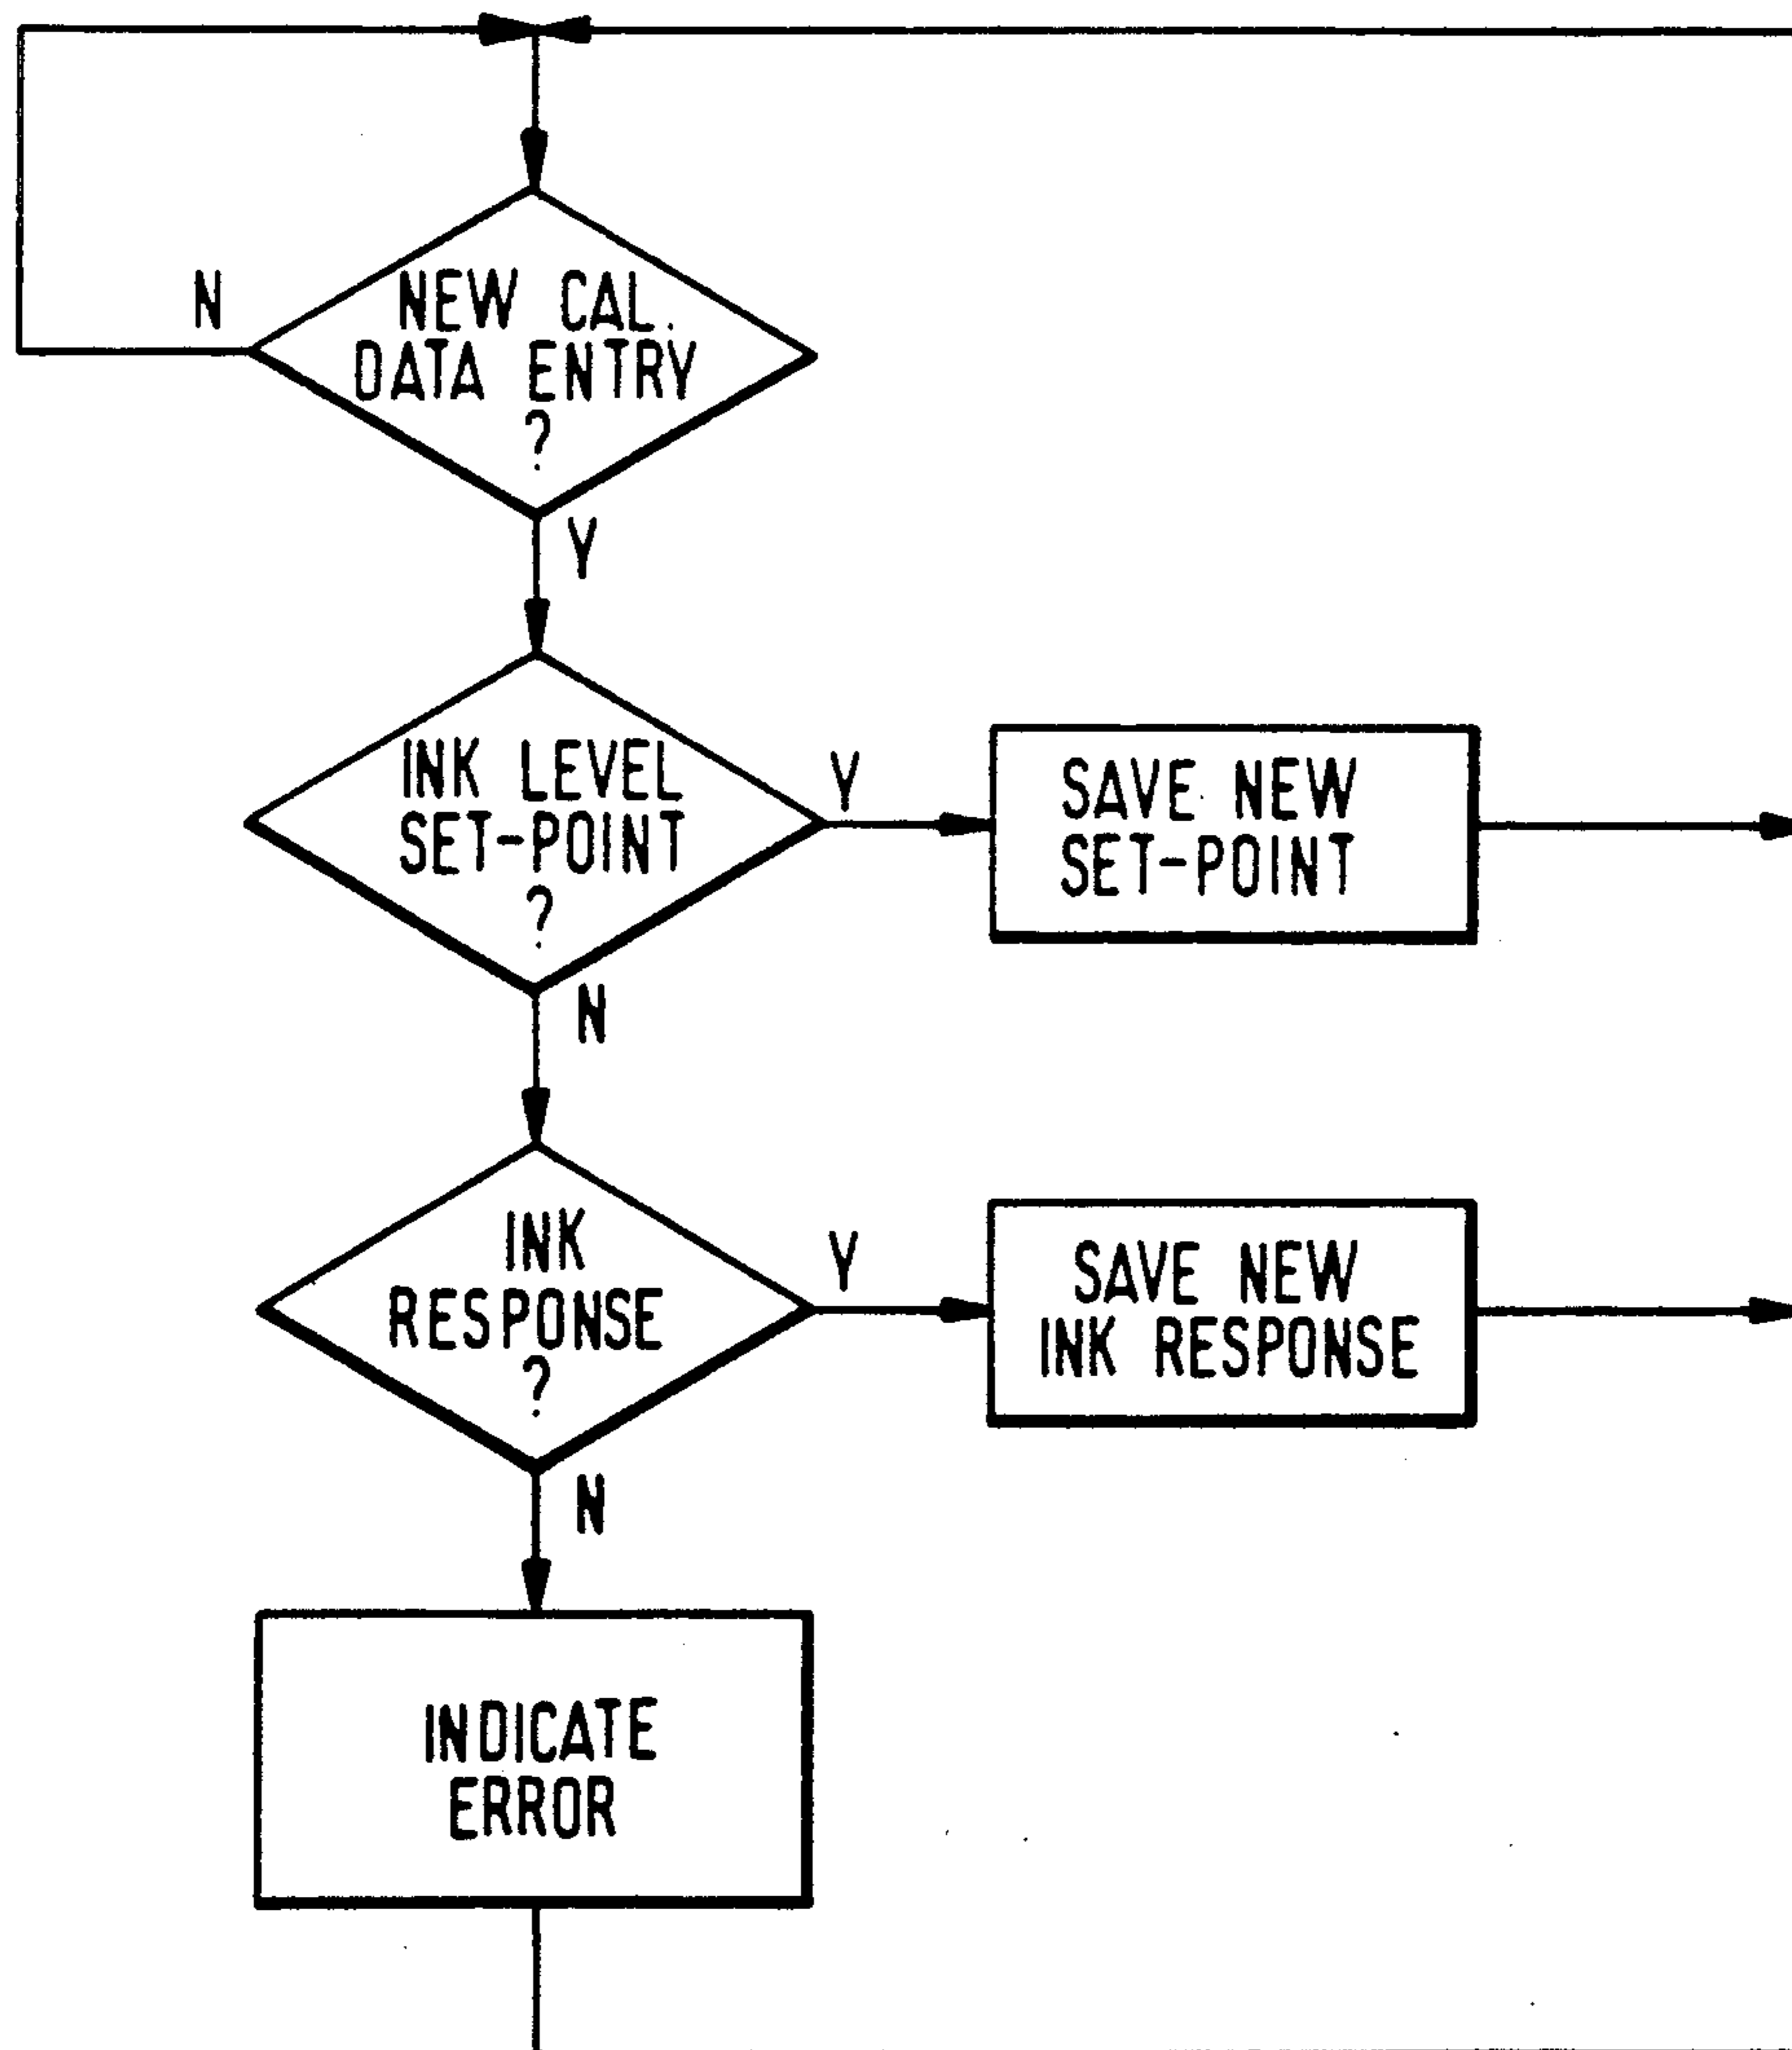 N
NEW CAL.
DATA ENTRY
?
Y
INK LEVEL
SET-POINT
?
Y
SAVE NEW
SET-POINT
N
INK
RESPONSE
?
Y
SAVE NEW
INK RESPONSE
N
INDICATE
ERROR